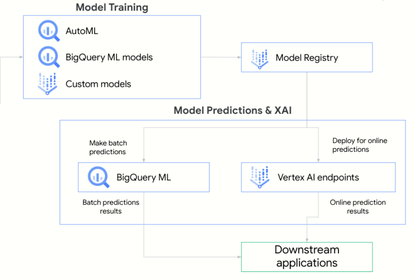 Model Training
AutoML
BigQuery ML models
Custom models
Model Registry
Model Predictions & XAI
Make batch
predictions
Deploy for online
predictions
BigQuery ML
Vertex AI endpoints
Batch predictions
results
Online prediction
results
Downstream
applications